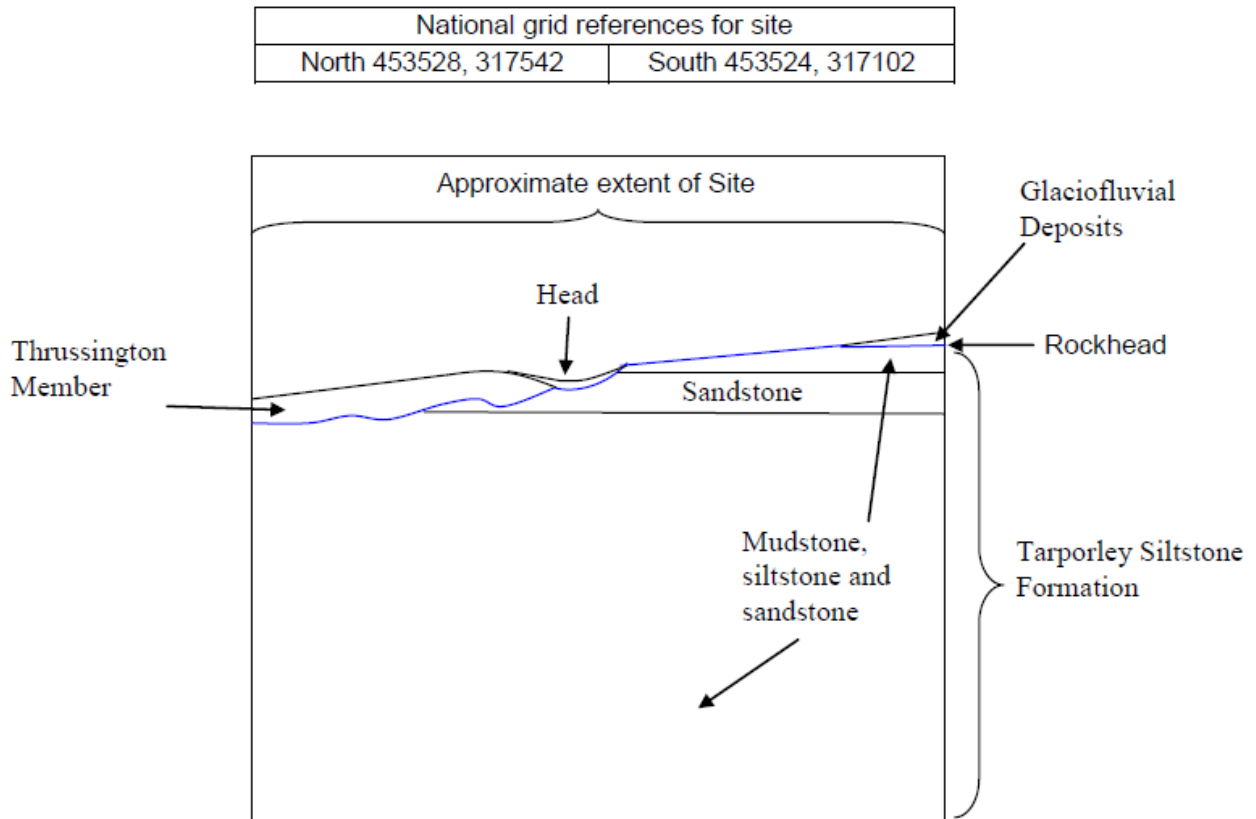 National grid references for site
North 453528, 317542
South 453524, 317102
Approximate extent of Site
Glaciofluvial
Deposits
Head
Rockhead
Thrussington
Member
Sandstone
Mudstone,
siltstone and
sandstone
Tarporley Siltstone
Formation